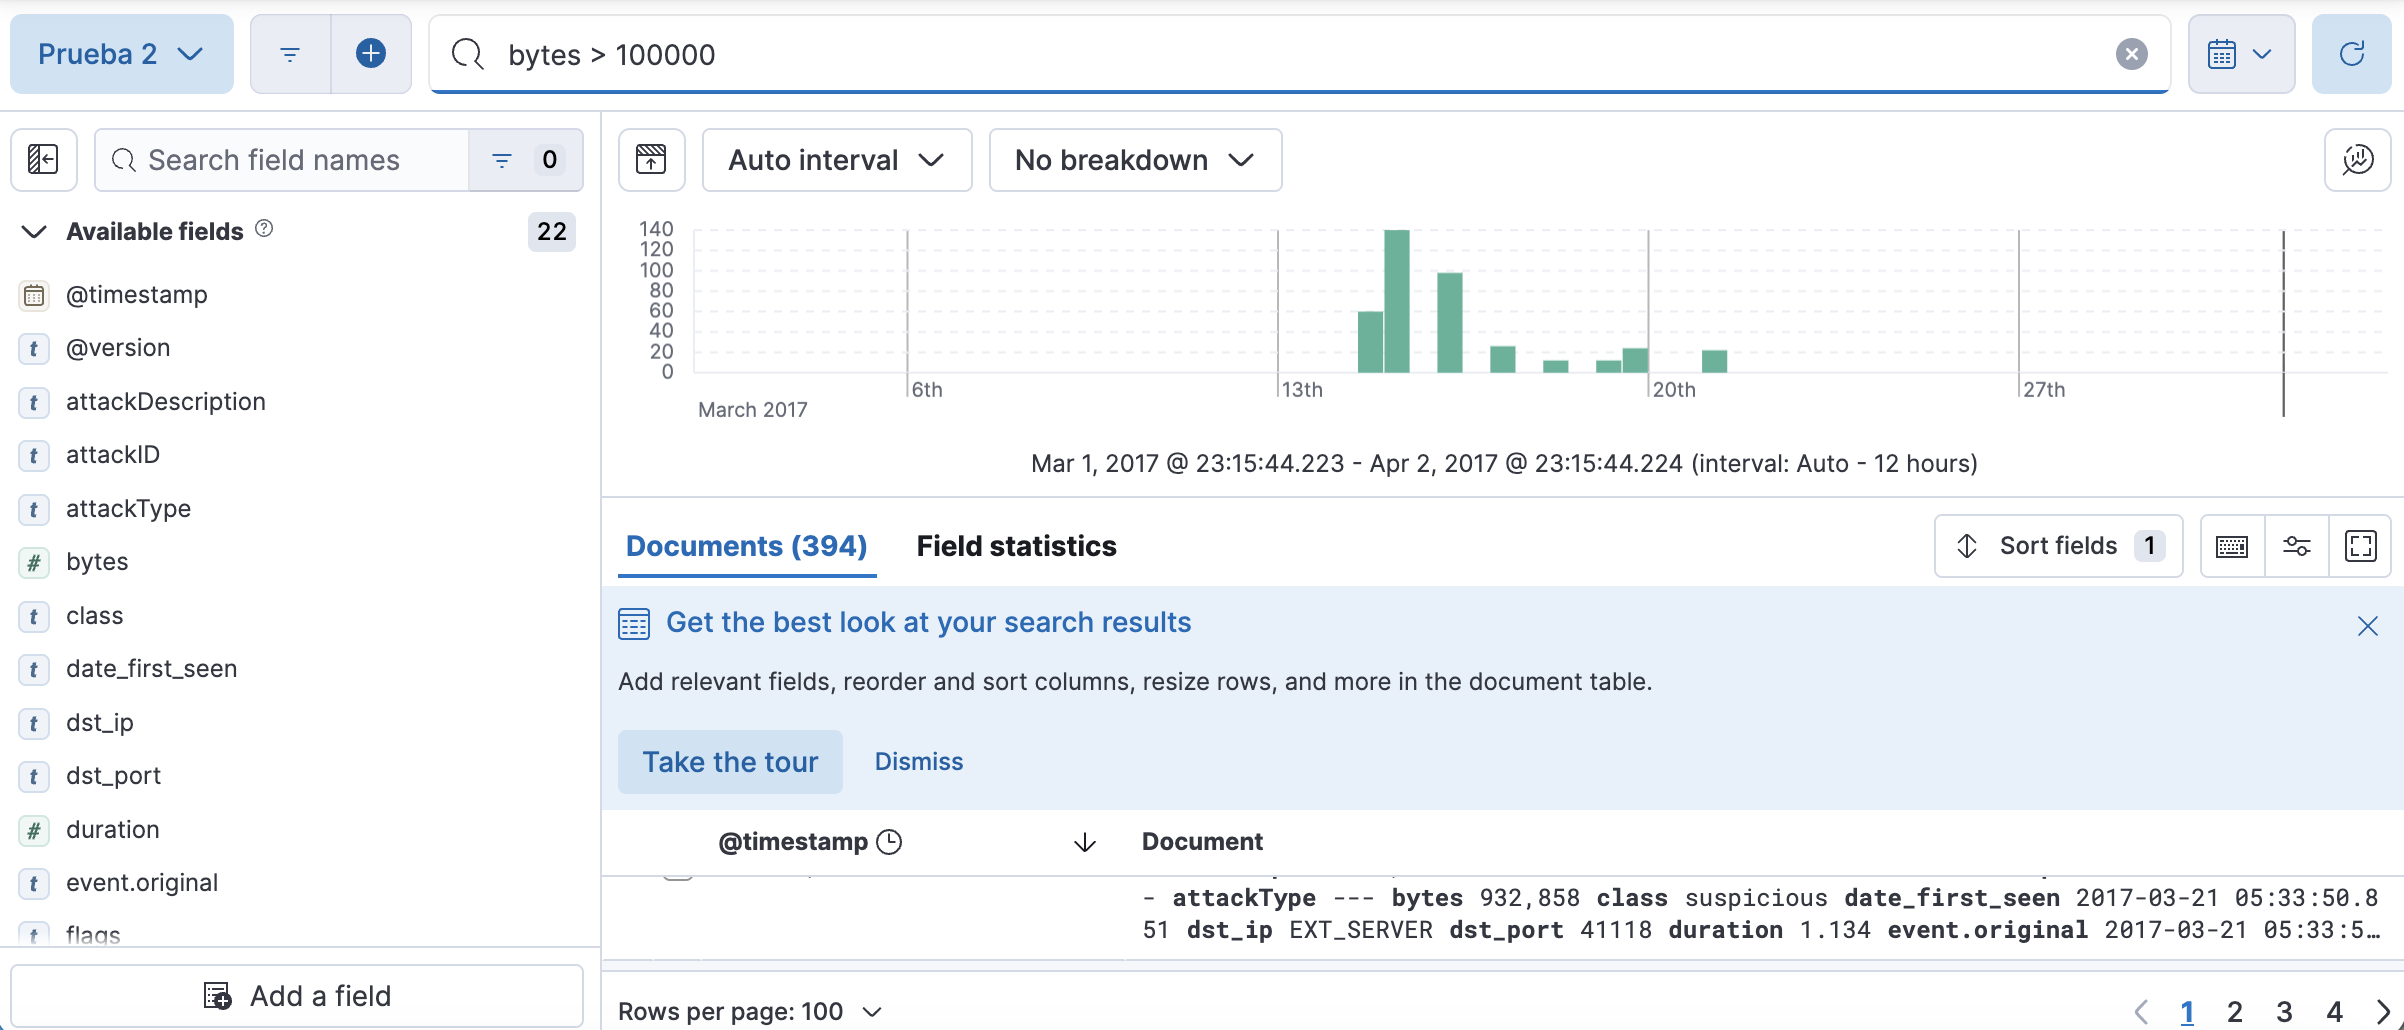 Prueba 2
bytes > 100000
Search field names
0
Available fields
22
@timestamp
t @version
t attackDescription
t attackID
t attackType
# bytes
t class
t date_first_seen
t dst_ip
t dst_port
# duration
t event.original
t flags
Add a field
Auto interval
No breakdown
140
120
100
80
60
40
20
0
6th
13th
20th
27th
March 2017
Mar 1, 2017 @ 23:15:44.223 - Apr 2, 2017 @ 23:15:44.224 (interval: Auto - 12 hours)
Documents (394)
Field statistics
Sort fields 1
Get the best look at your search results
Add relevant fields, reorder and sort columns, resize rows, and more in the document table.
Take the tour
Dismiss
@timestamp
Document
- attackType --- bytes 932,858 class suspicious date_first_seen 2017-03-21 05:33:50.8
51 dst_ip EXT_SERVER dst_port 41118 duration 1.134 event.original 2017-03-21 05:33:5…
Rows per page: 100
1 2 3 4